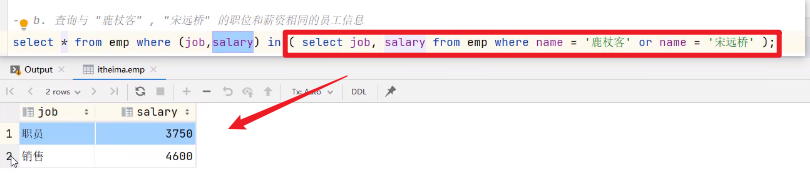 - b. 查询与 "鹿杖客" , "宋远桥" 的职位和薪资相同的员工信息
select * from emp where (job,salary) in ( select job, salary from emp where name = '鹿杖客' or name = '宋远桥' );
Output itheima.emp
2 rows Tx: Auto DDL
job salary
1 职员 3750
2 销售 4600